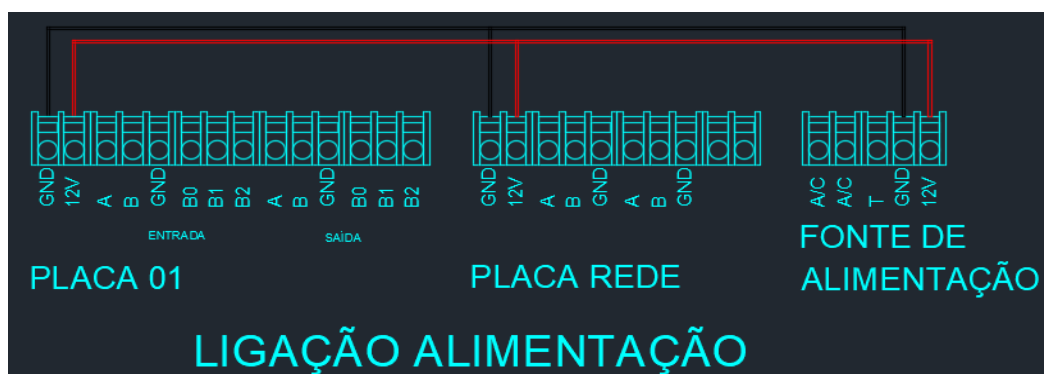 GND 12V A B GND B0 B1 B2 A B GND B0 B1 B2
ENTRADA SAÍDA
PLACA 01
GND 12V A B GND A B GND
PLACA REDE
A/C A/C T GND 12V
FONTE DE
ALIMENTAÇÃO
LIGAÇÃO ALIMENTAÇÃO